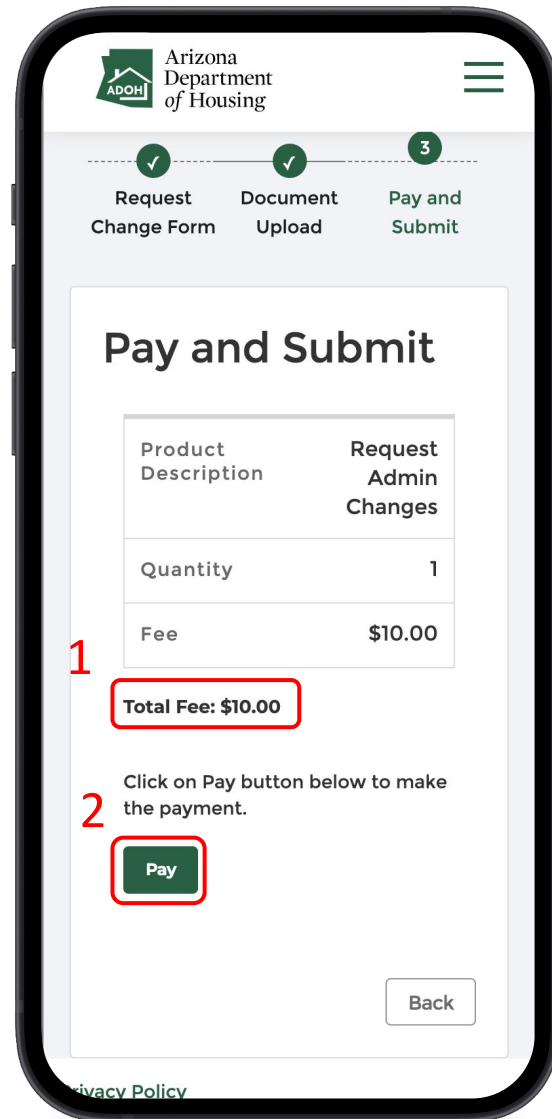 Arizona
Department
of Housing
ADOH
3
Request
Change Form
Document
Upload
Pay and
Submit
Pay and Submit
Product
Description
Request
Admin
Changes
Quantity
1
Fee
$10.00
1
Total Fee: $10.00
Click on Pay button below to make
the payment.
2
Pay
Back
Privacy Policy